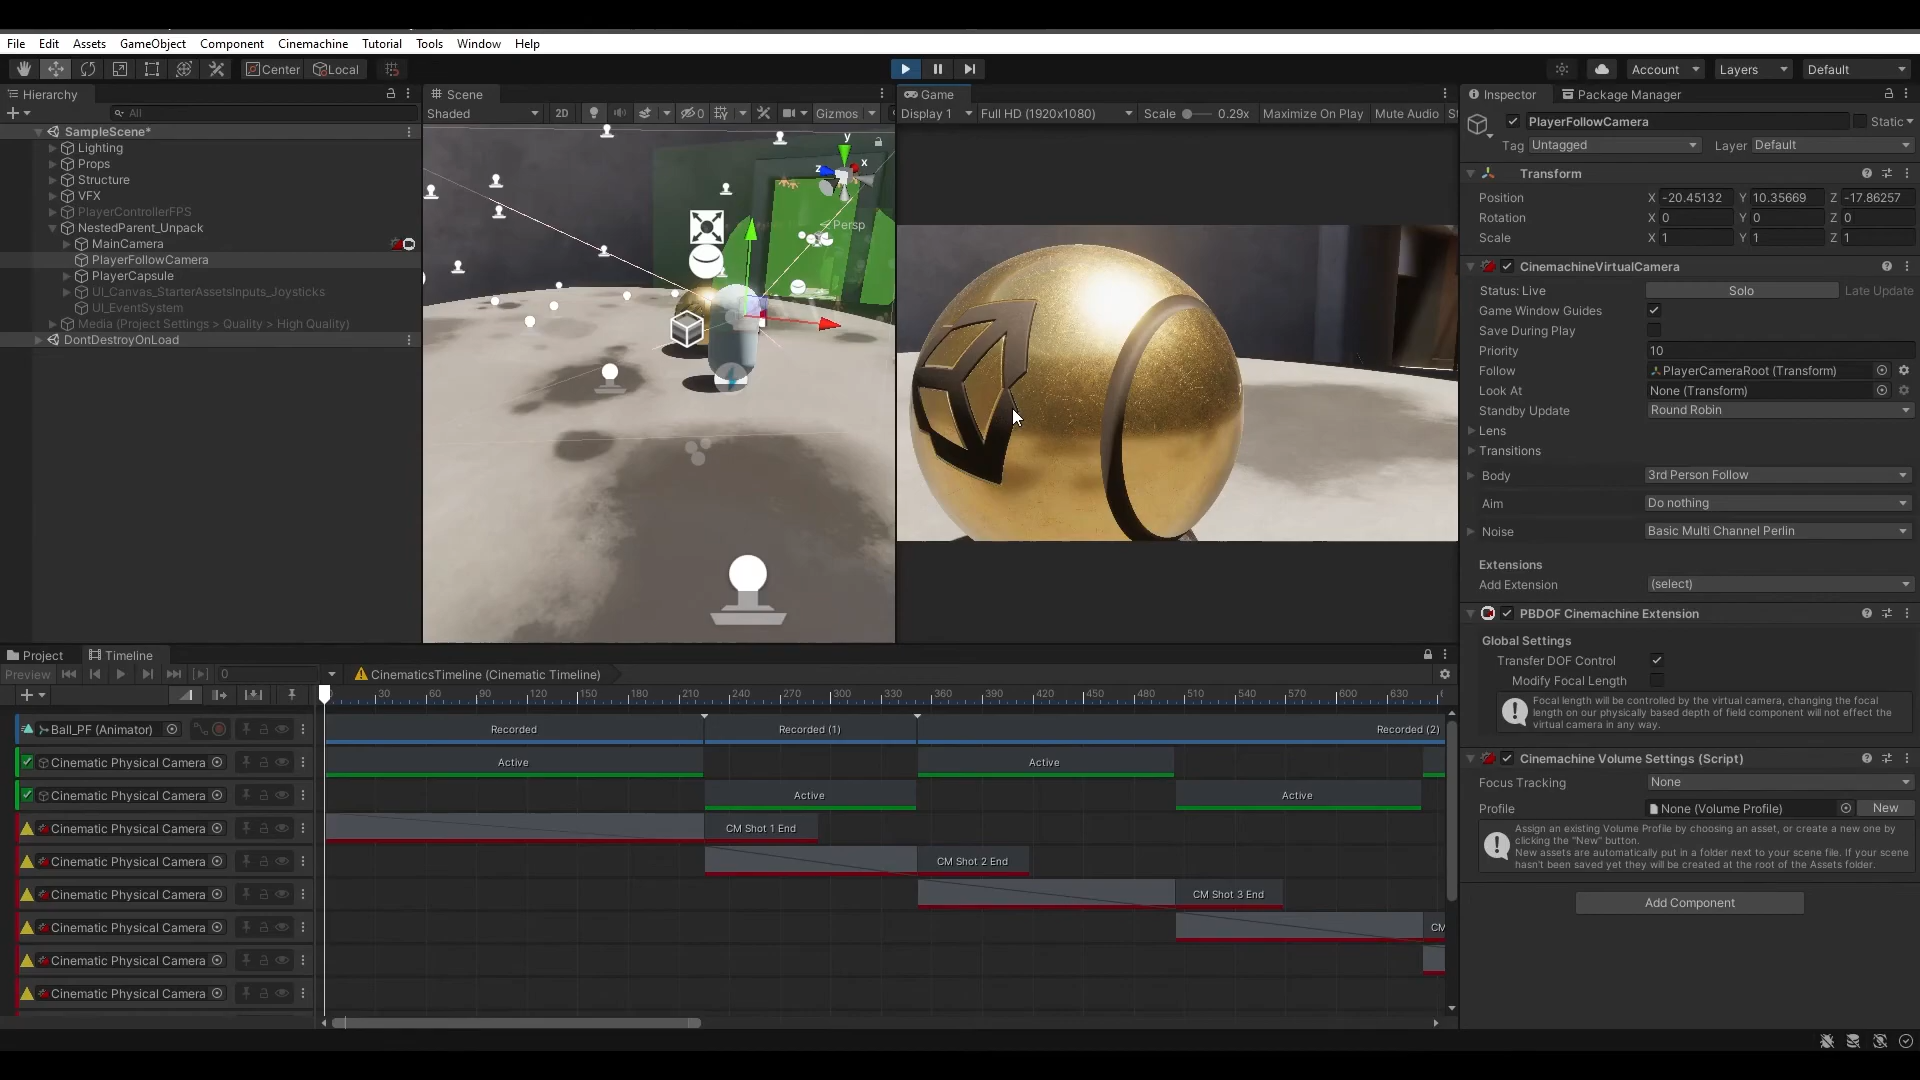 File Edit Assets GameObject Component Cinemachine Tutorial Tools Window Help
Center Local
Account Layers Default
Hierarchy
All
SampleScene*
Lighting
Props
Structure
VFX
PlayerControllerFPS
NestedParent_Unpack
MainCamera
PlayerFollowCamera
PlayerCapsule
UI_Canvas_StarterAssetsInputs_Joysticks
UI_EventSystem
Media (Project Settings > Quality > High Quality)
DontDestroyOnLoad
Scene
Shaded 2D 0 Gizmos
y
x
z
Persp
Game
Display 1 Full HD (1920x1080) Scale 0.29x Maximize On Play Mute Audio
Inspector Package Manager
PlayerFollowCamera Static
Tag Untagged Layer Default
Transform
Position X -20.45132 Y 10.35669 Z -17.86257
Rotation X 0 Y 0 Z 0
Scale X 1 Y 1 Z 1
CinemachineVirtualCamera
Status: Live Solo Late Update
Game Window Guides
Save During Play
Priority 10
Follow PlayerCameraRoot (Transform)
Look At None (Transform)
Standby Update Round Robin
Lens
Transitions
Body 3rd Person Follow
Aim Do nothing
Noise Basic Multi Channel Perlin
Extensions
Add Extension (select)
PBDOF Cinemachine Extension
Global Settings
Transfer DOF Control
Modify Focal Length
Focal length will be controlled by the virtual camera, changing the focal
length on our physically based depth of field component will not effect the
virtual camera in any way.
Cinemachine Volume Settings (Script)
Focus Tracking None
Profile None (Volume Profile) New
Assign an existing Volume Profile by choosing an asset, or create a new one by
clicking the "New" button.
New assets are automatically put in a folder next to your scene file. If your scene
hasn't been saved yet they will be created at the root of the Assets folder.
Add Component
Project Timeline
Preview 0 CinematicsTimeline (Cinematic Timeline)
30 60 90 120 150 180 210 240 270 300 330 360 390 420 450 480 510 540 570 600 630
Ball_PF (Animator) Recorded Recorded (1) Recorded (2)
Cinematic Physical Camera Active Active
Cinematic Physical Camera Active Active
Cinematic Physical Camera CM Shot 1 End
Cinematic Physical Camera CM Shot 2 End
Cinematic Physical Camera CM Shot 3 End
Cinematic Physical Camera CM
Cinematic Physical Camera
Cinematic Physical Camera